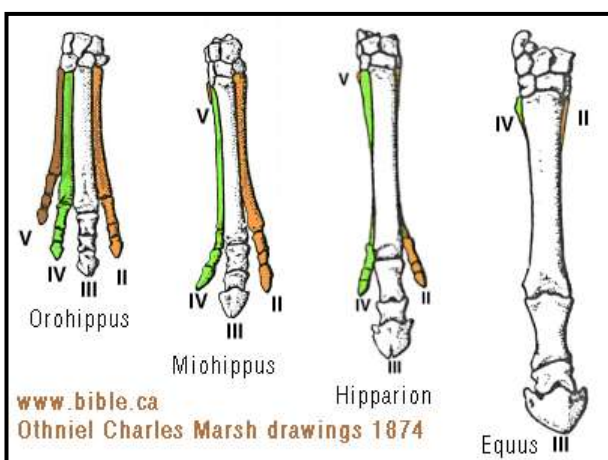 V
IV
III
II
Orohippus
V
IV
III
II
Miohippus
V
IV
III
II
Hipparion
IV
II
Equus III
www.bible.ca
Othniel Charles Marsh drawings 1874